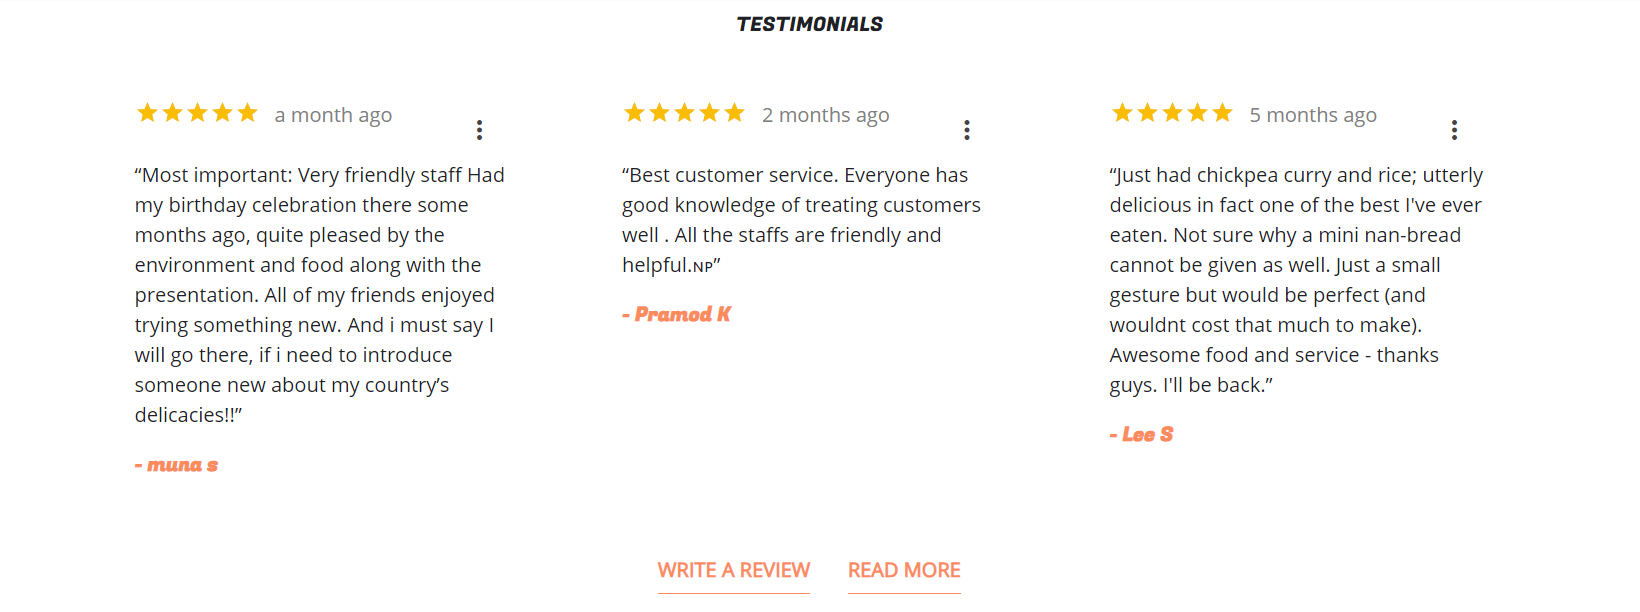 TESTIMONIALS
a month ago
“Most important: Very friendly staff Had
my birthday celebration there some
months ago, quite pleased by the
environment and food along with the
presentation. All of my friends enjoyed
trying something new. And i must say I
will go there, if i need to introduce
someone new about my country’s
delicacies!!”
- muna s
2 months ago
“Best customer service. Everyone has
good knowledge of treating customers
well . All the staffs are friendly and
helpful.🇳🇵”
- Pramod K
5 months ago
“Just had chickpea curry and rice; utterly
delicious in fact one of the best I've ever
eaten. Not sure why a mini nan-bread
cannot be given as well. Just a small
gesture but would be perfect (and
wouldnt cost that much to make).
Awesome food and service - thanks
guys. I'll be back.”
- Lee S
WRITE A REVIEW
READ MORE